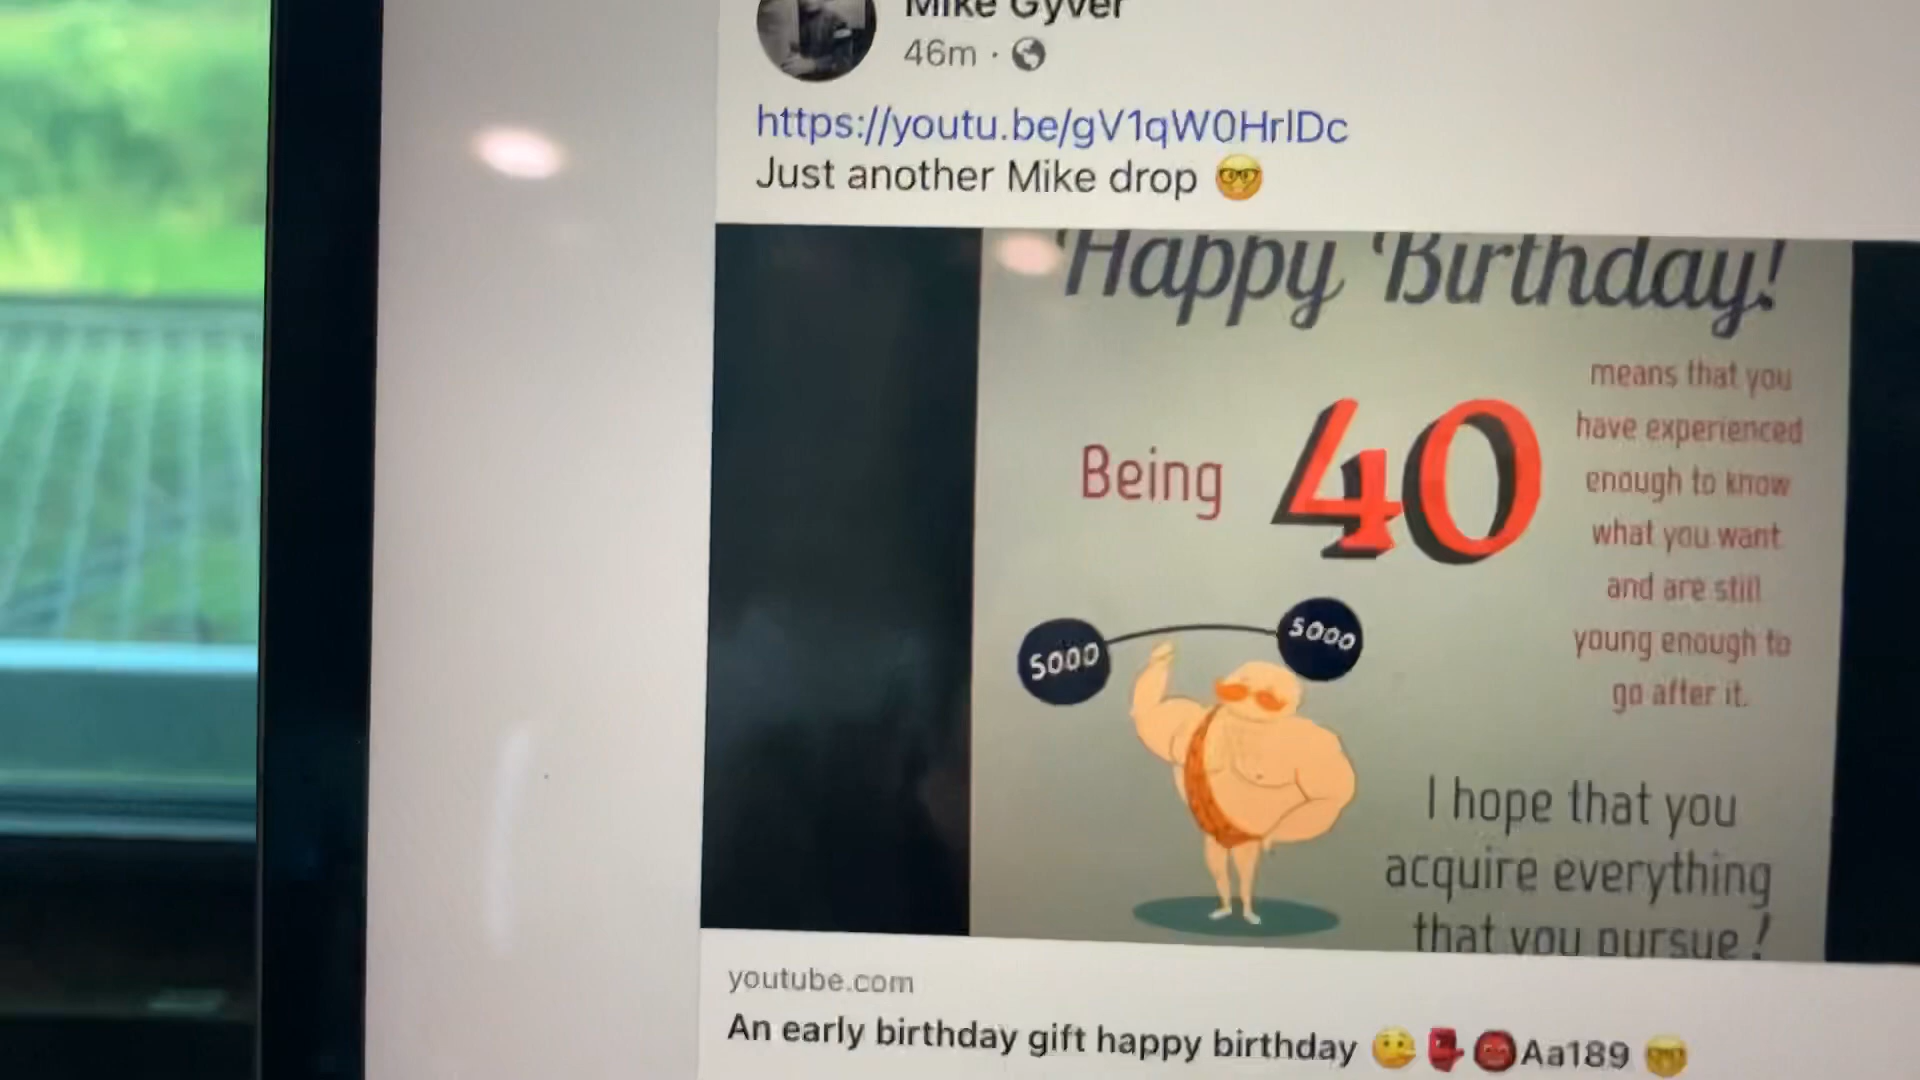 Mike Gyver
46m ·
https://youtu.be/gV1qW0HrlDc
Just another Mike drop 🤓
Happy Birthday!
Being 40
means that you
have experienced
enough to know
what you want
and are still
young enough to
go after it.
5000
5000
I hope that you
acquire everything
that you pursue!
youtube.com
An early birthday gift happy birthday Aa189 🤓